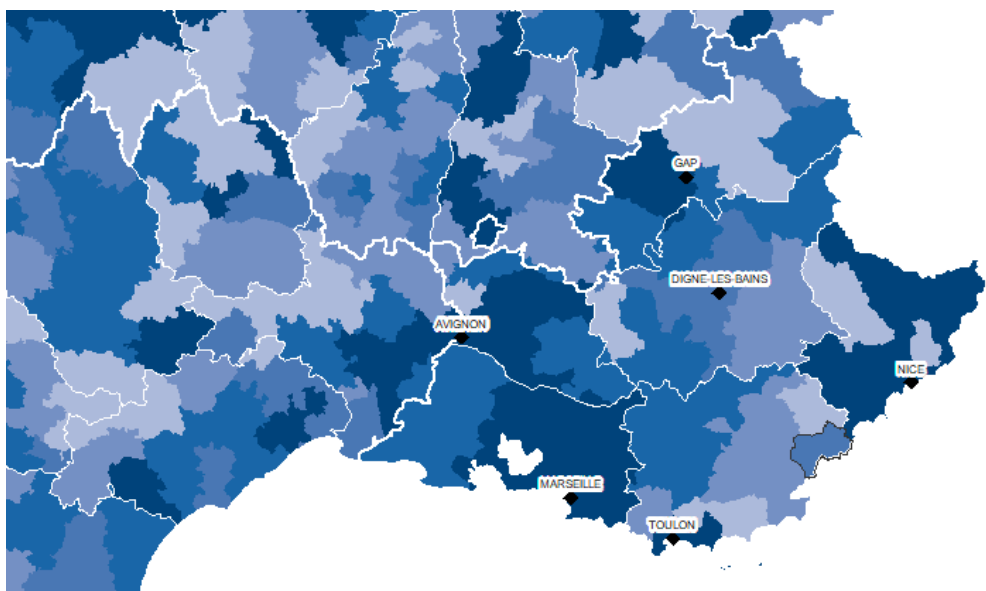 GAP
DIGNE-LES-BAINS
AVIGNON
NICE
MARSEILLE
TOULON